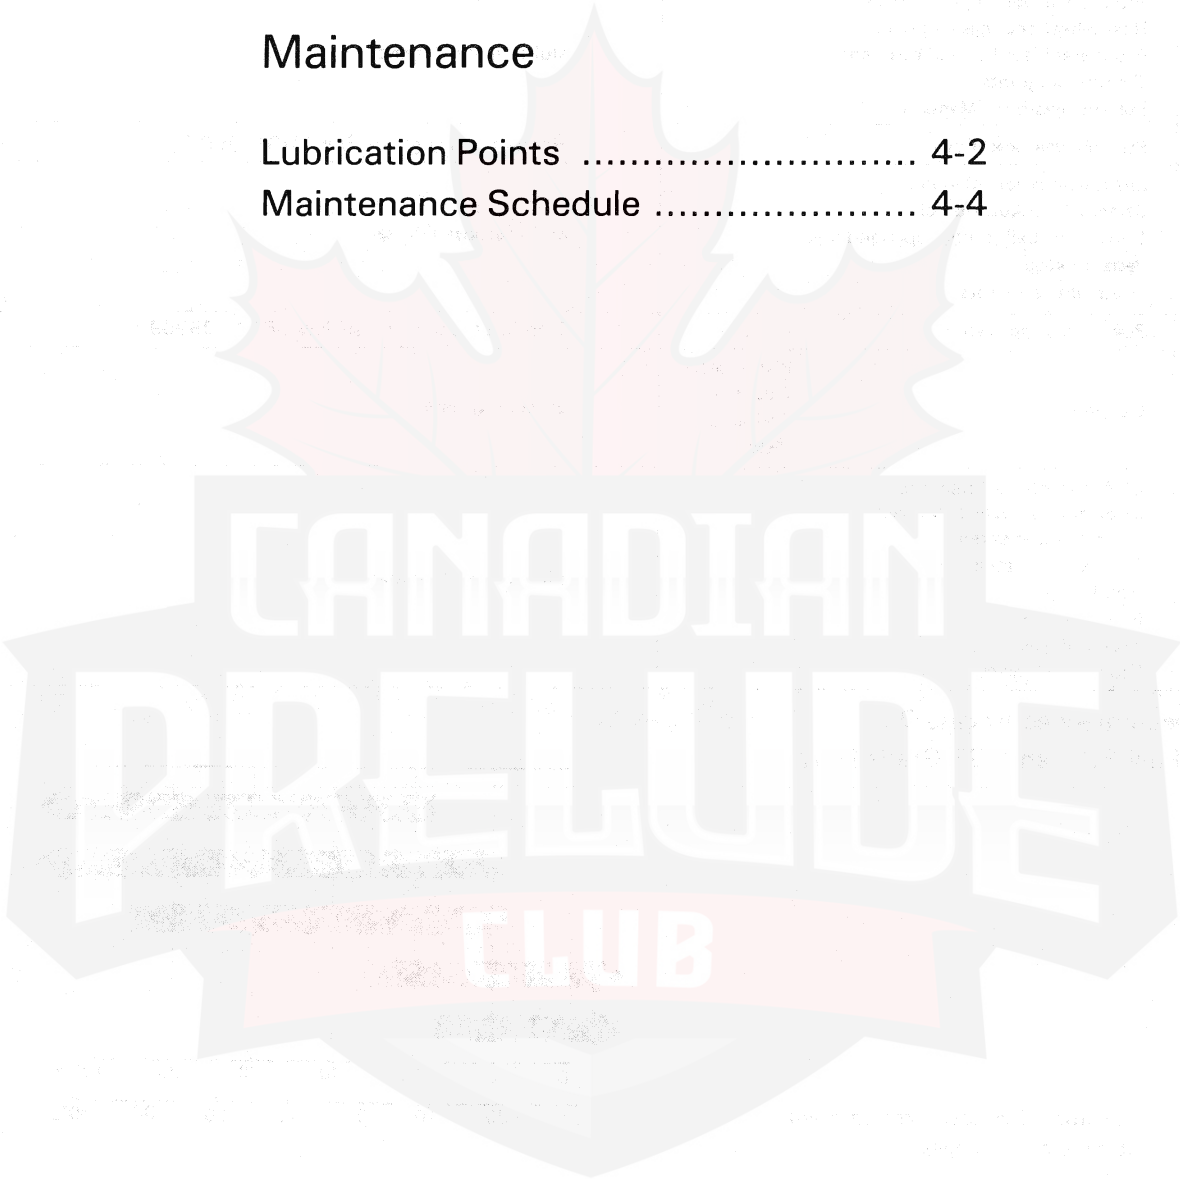 Maintenance
Lubrication Points ............................ 4-2
Maintenance Schedule ...................... 4-4
CANADIAN
PRELUDE
CLUB